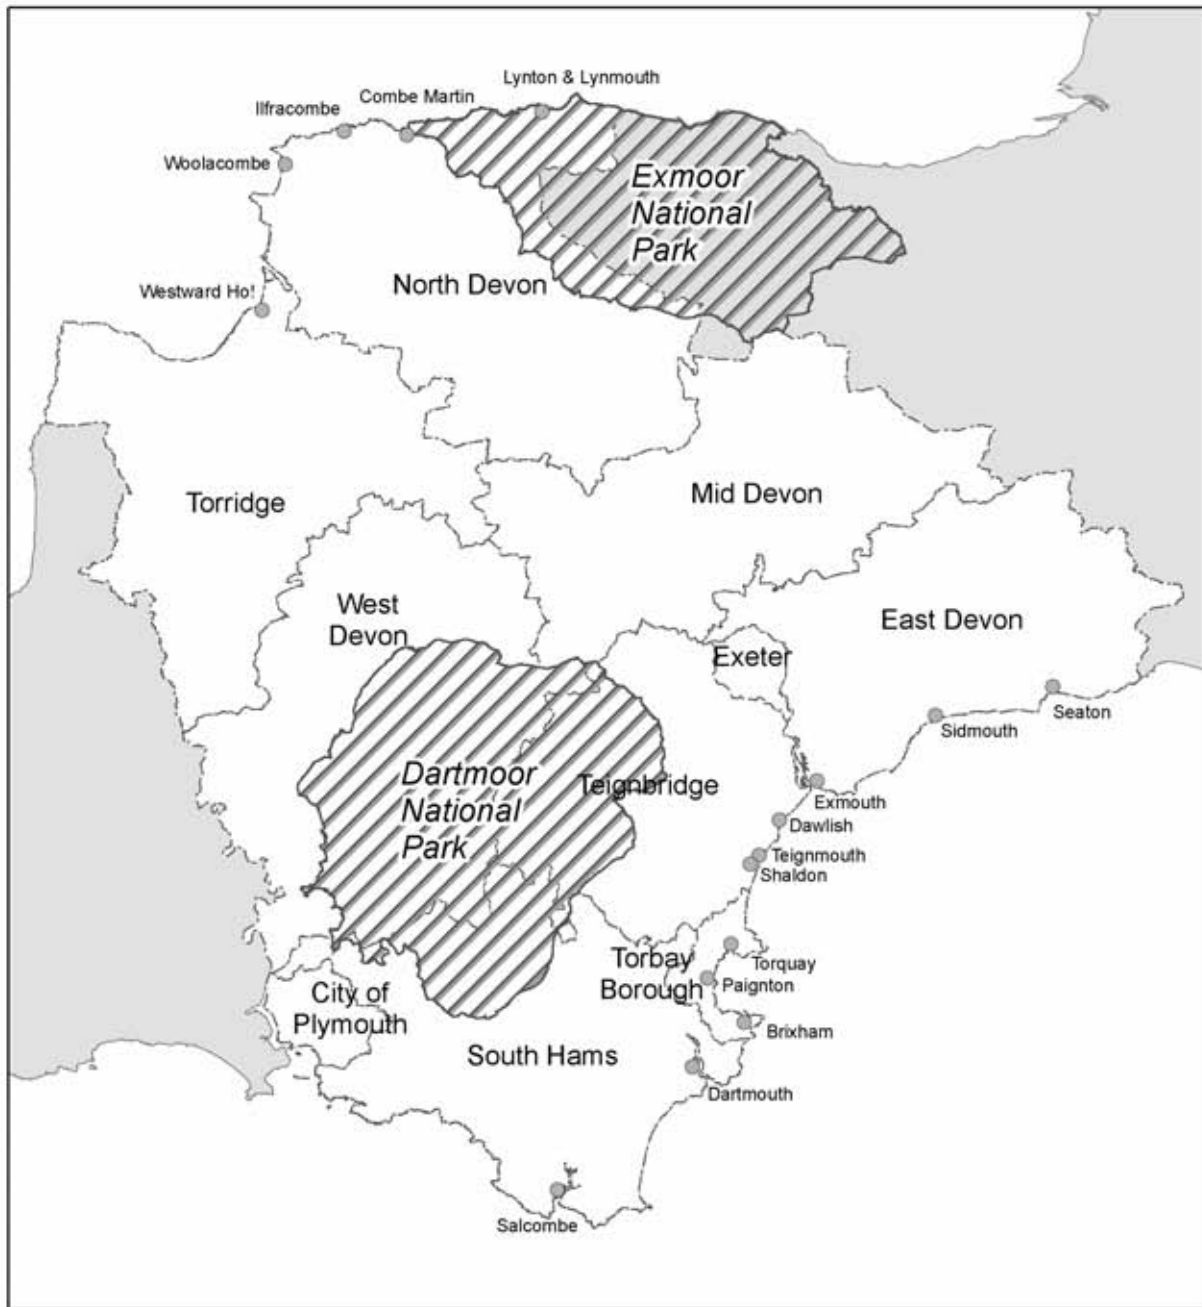 Lynton & Lynmouth
Combe Martin
Ilfracombe
Woolacombe
Exmoor
National
Park
North Devon
Westward Ho!
Torridge
Mid Devon
West
Devon
East Devon
Exeter
Seaton
Sidmouth
Dartmoor
National
Park
Teignbridge
Exmouth
Dawlish
Teignmouth
Shaldon
Torbay
Borough
Torquay
Paignton
City of
Plymouth
Brixham
South Hams
Dartmouth
Salcombe